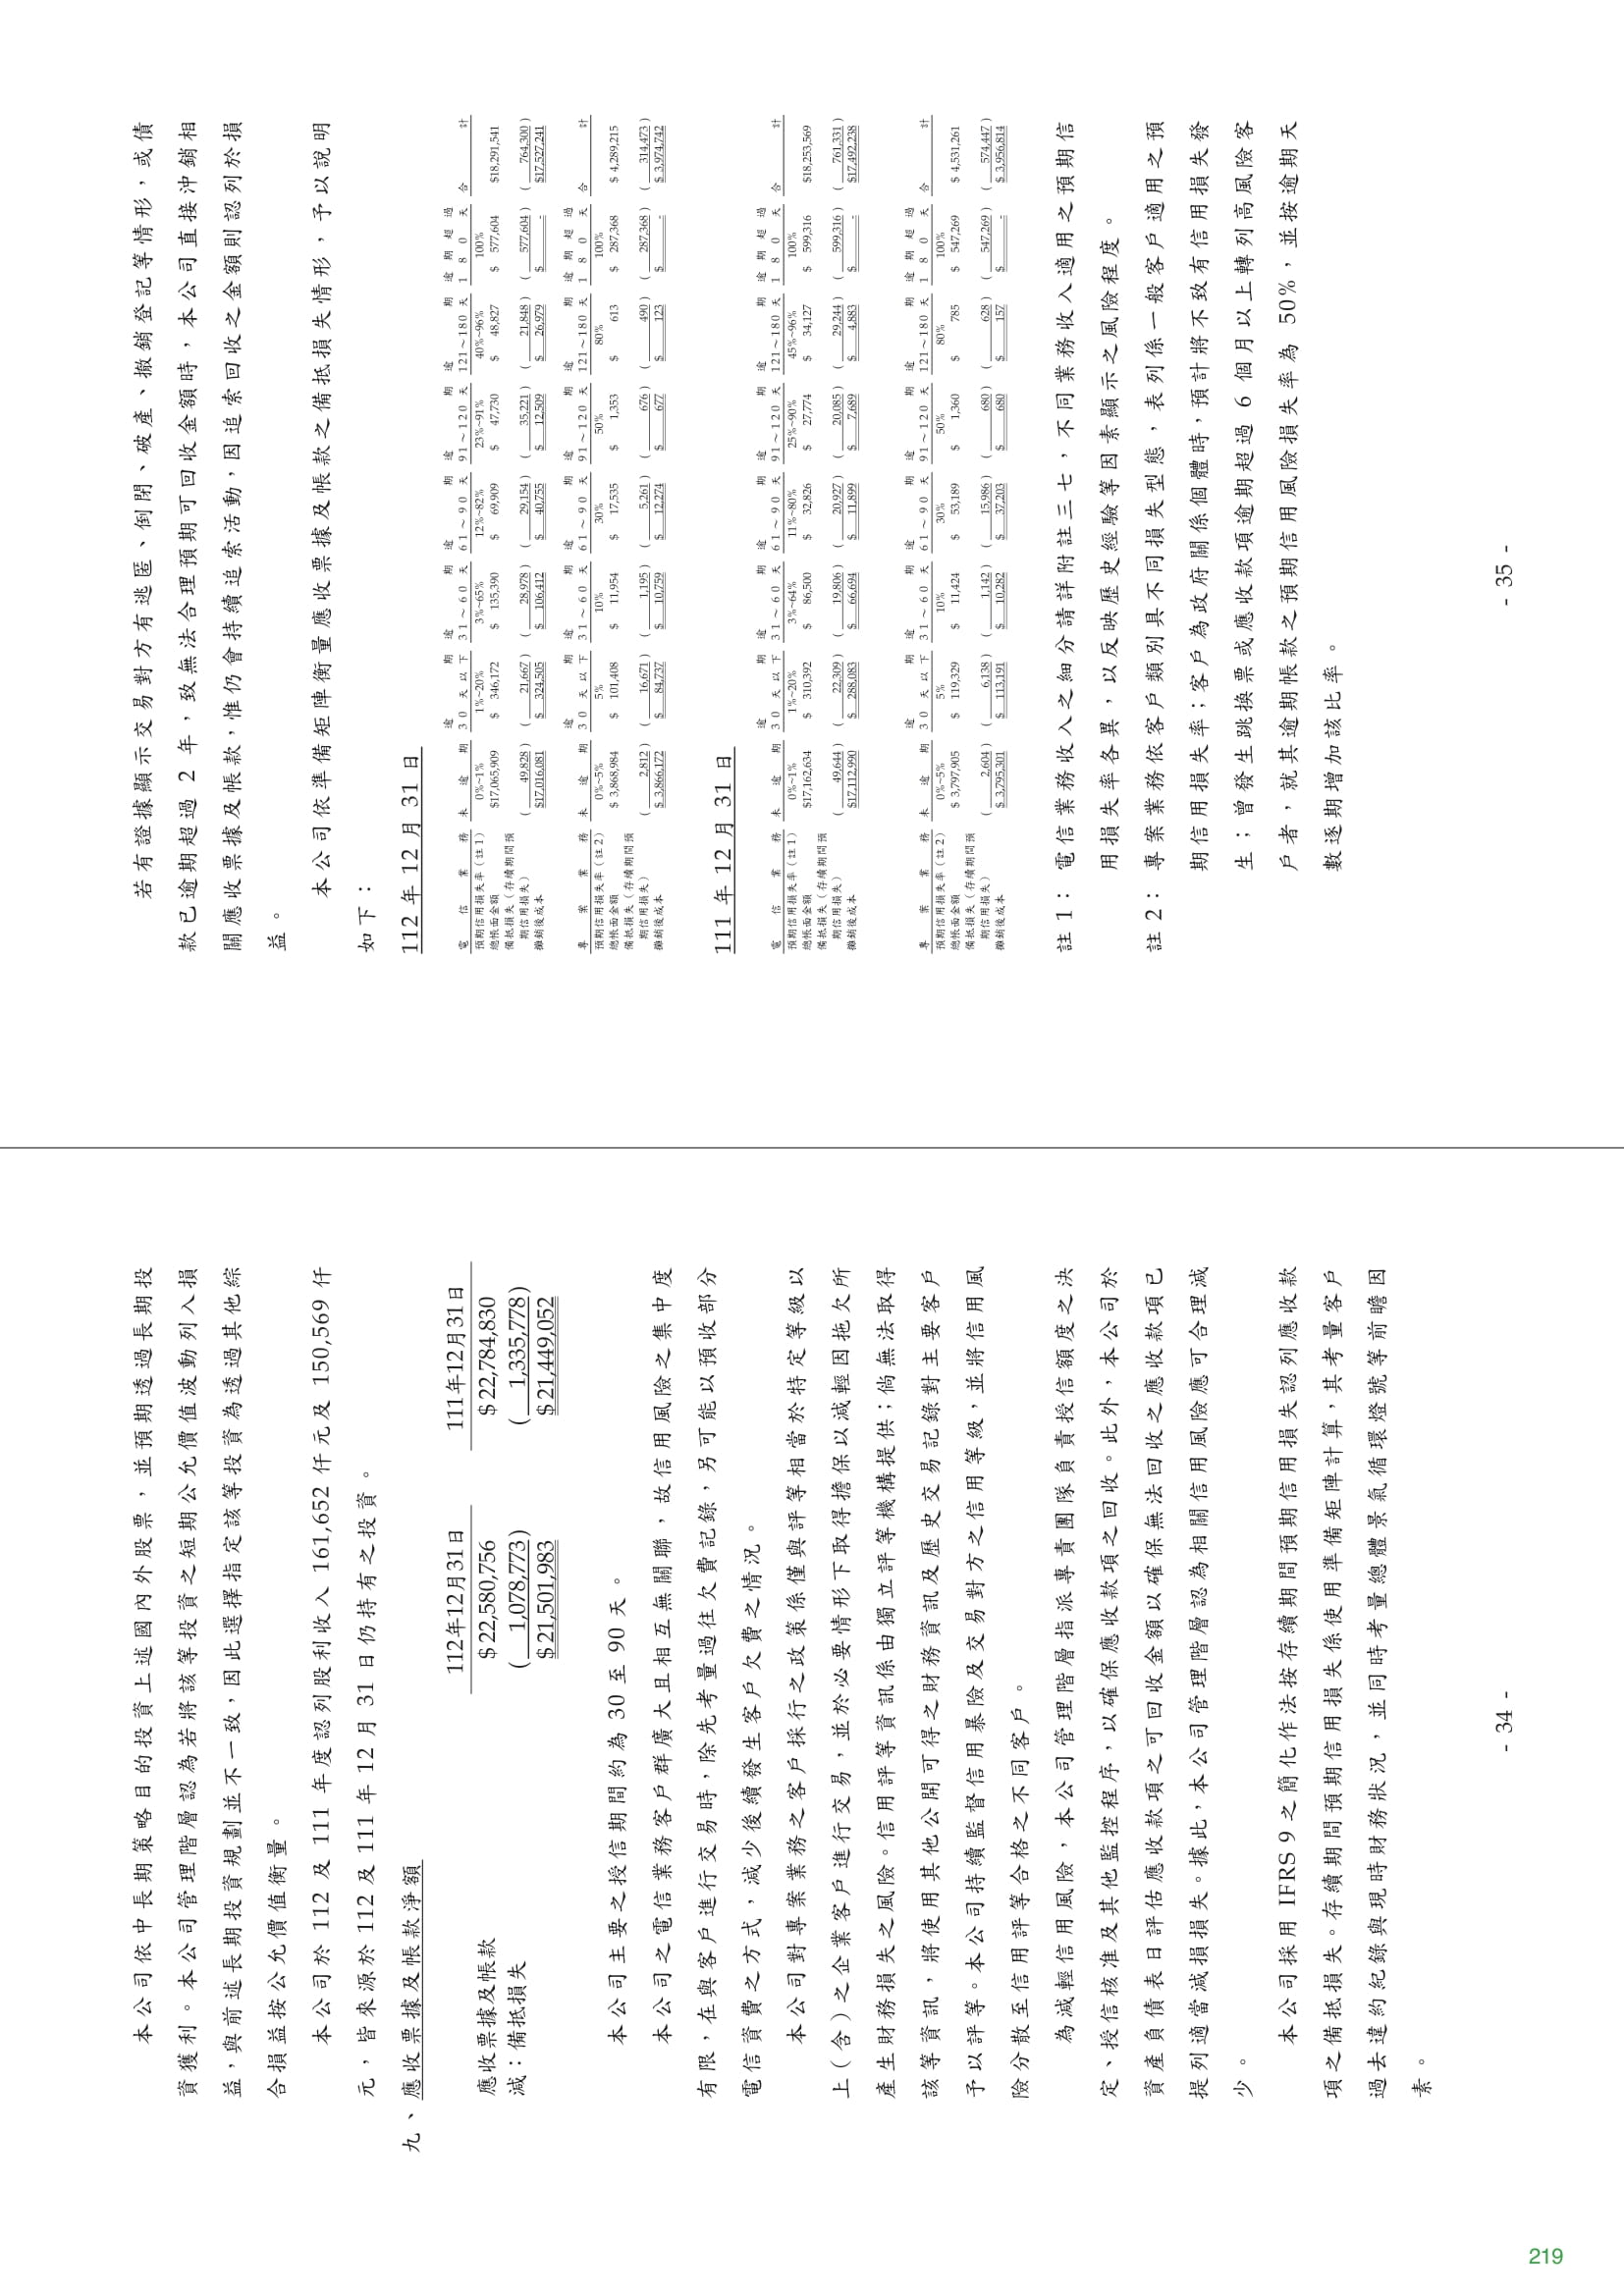 本公司依中長期策略目的投資上述國內外股票，並預期透過長期投
資獲利。本公司管理階層認為若將該等投資之短期公允價值波動列入損
益，與前述長期投資規劃並不一致，因此選擇指定該等投資為透過其他綜
合損益按公允價值衡量。
本公司於 112 及 111 年度認列股利收入 161,652 仟元及 150,569 仟
元，皆來源於 112 及 111 年 12 月 31 日仍持有之投資。
九、應收票據及帳款淨額
112年12月31日 111年12月31日
應收票據及帳款 $ 22,580,756 $ 22,784,830
減：備抵損失 ( 1,078,773) ( 1,335,778)
$ 21,501,983 $ 21,449,052
本公司主要之授信期間約為 30 至 90 天。
本公司之電信業務客戶群廣大且相互無關聯，故信用風險之集中度
有限，在與客戶進行交易時，除先考量過往欠費記錄，另可能以預收部分
電信資費之方式，減少後續發生客戶欠費之情況。
本公司對專案業務之客戶採行之政策係僅與評等相當於特定等級以
上（含）之企業客戶進行交易，並於必要情形下取得擔保以減輕因拖欠所
產生財務損失之風險。信用評等資訊係由獨立評等機構提供；倘無法取得
該等資訊，將使用其他公開可得之財務資訊及歷史交易記錄對主要客戶
予以評等。本公司持續監督信用暴險及交易對方之信用等級，並將信用風
險分散至信用評等合格之不同客戶。
為減輕信用風險，本公司管理階層指派專責團隊負責授信額度之決
定、授信核准及其他監控程序，以確保應收款項之回收。此外，本公司於
資產負債表日評估應收款項之可回收金額以確保無法回收之應收款項已
提列適當減損損失。據此，本公司管理階層認為相關信用風險應可合理減
少。
本公司採用 IFRS 9 之簡化作法按存續期間預期信用損失認列應收款
項之備抵損失。存續期間預期信用損失係使用準備矩陣計算，其考量客戶
過去違約紀錄與現時財務狀況，並同時考量總體景氣循環燈號等前瞻因
素。
- 34 -
若有證據顯示交易對方有逃匿、倒閉、破產、撤銷登記等情形，或債
款已逾期超過 2 年，致無法合理預期可回收金額時，本公司直接沖銷相
關應收票據及帳款，惟仍會持續追索活動，因追索回收之金額則認列於損
益。
本公司依準備矩陣衡量應收票據及帳款之備抵損失情形，予以說明
如下：
112 年 12 月 31 日
逾期 逾期 逾期 逾期 逾期 逾期超過
電信業務 未逾期 30天以下 31～60天 61～90天 91～120天 121～180天 180天 合計
預期信用損失率（註1） 0%~1% 1%~20% 3%~65% 12%~82% 23%~91% 40%~96% 100%
總帳面金額 $17,065,909 $ 346,172 $ 135,390 $ 69,909 $ 47,730 $ 48,827 $ 577,604 $18,291,541
備抵損失（存續期間預
期信用損失） ( 49,828) ( 21,667) ( 28,978) ( 29,154) ( 35,221) ( 21,848) ( 577,604) ( 764,300)
攤銷後成本 $17,016,081 $ 324,505 $ 106,412 $ 40,755 $ 12,509 $ 26,979 $ - $17,527,241
逾期 逾期 逾期 逾期 逾期 逾期超過
專案業務 未逾期 30天以下 31～60天 61～90天 91～120天 121～180天 180天 合計
預期信用損失率（註2） 0%~5% 5% 10% 30% 50% 80% 100%
總帳面金額 $ 3,868,984 $ 101,408 $ 11,954 $ 17,535 $ 1,353 $ 613 $ 287,368 $ 4,289,215
備抵損失（存續期間預
期信用損失） ( 2,812) ( 16,671) ( 1,195) ( 5,261) ( 676) ( 490) ( 287,368) ( 314,473)
攤銷後成本 $ 3,866,172 $ 84,737 $ 10,759 $ 12,274 $ 677 $ 123 $ - $ 3,974,742
111 年 12 月 31 日
逾期 逾期 逾期 逾期 逾期 逾期超過
電信業務 未逾期 30天以下 31～60天 61～90天 91～120天 121～180天 180天 合計
預期信用損失率（註1） 0%~1% 1%~20% 3%~64% 11%~80% 25%~90% 45%~96% 100%
總帳面金額 $17,162,634 $ 310,392 $ 86,500 $ 32,826 $ 27,774 $ 34,127 $ 599,316 $18,253,569
備抵損失（存續期間預
期信用損失） ( 49,644) ( 22,309) ( 19,806) ( 20,927) ( 20,085) ( 29,244) ( 599,316) ( 761,331)
攤銷後成本 $17,112,990 $ 288,083 $ 66,694 $ 11,899 $ 7,689 $ 4,883 $ - $17,492,238
逾期 逾期 逾期 逾期 逾期 逾期超過
專案業務 未逾期 30天以下 31～60天 61～90天 91～120天 121～180天 180天 合計
預期信用損失率（註2） 0%~5% 5% 10% 30% 50% 80% 100%
總帳面金額 $ 3,797,905 $ 119,329 $ 11,424 $ 53,189 $ 1,360 $ 785 $ 547,269 $ 4,531,261
備抵損失（存續期間預
期信用損失） ( 2,604) ( 6,138) ( 1,142) ( 15,986) ( 680) ( 628) ( 547,269) ( 574,447)
攤銷後成本 $ 3,795,301 $ 113,191 $ 10,282 $ 37,203 $ 680 $ 157 $ - $ 3,956,814
註 1： 電信業務收入之細分請詳附註三七，不同業務收入適用之預期信
用損失率各異，以反映歷史經驗等因素顯示之風險程度。
註 2： 專案業務依客戶類別具不同損失型態，表列係一般客戶適用之預
期信用損失率；客戶為政府關係個體時，預計將不致有信用損失發
生；曾發生跳換票或應收款項逾期超過 6 個月以上轉列高風險客
戶者，就其逾期帳款之預期信用風險損失率為 50%，並按逾期天
數逐期增加該比率。
- 35 -
219